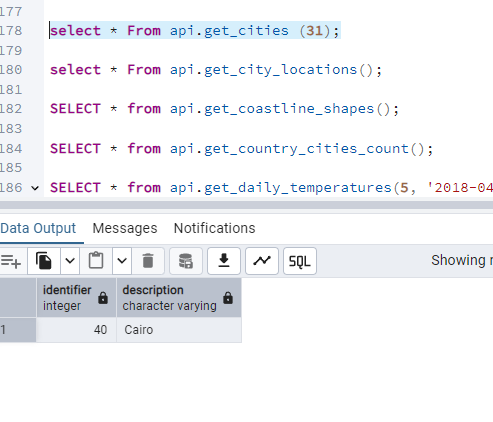 177
178 select * From api.get_cities (31);
179
180 select * From api.get_city_locations();
181
182 SELECT * from api.get_coastline_shapes();
183
184 SELECT * from api.get_country_cities_count();
185
186 SELECT * from api.get_daily_temperatures(5, '2018-04
Data Output Messages Notifications
SQL Showing
identifier description
integer character varying
1 40 Cairo